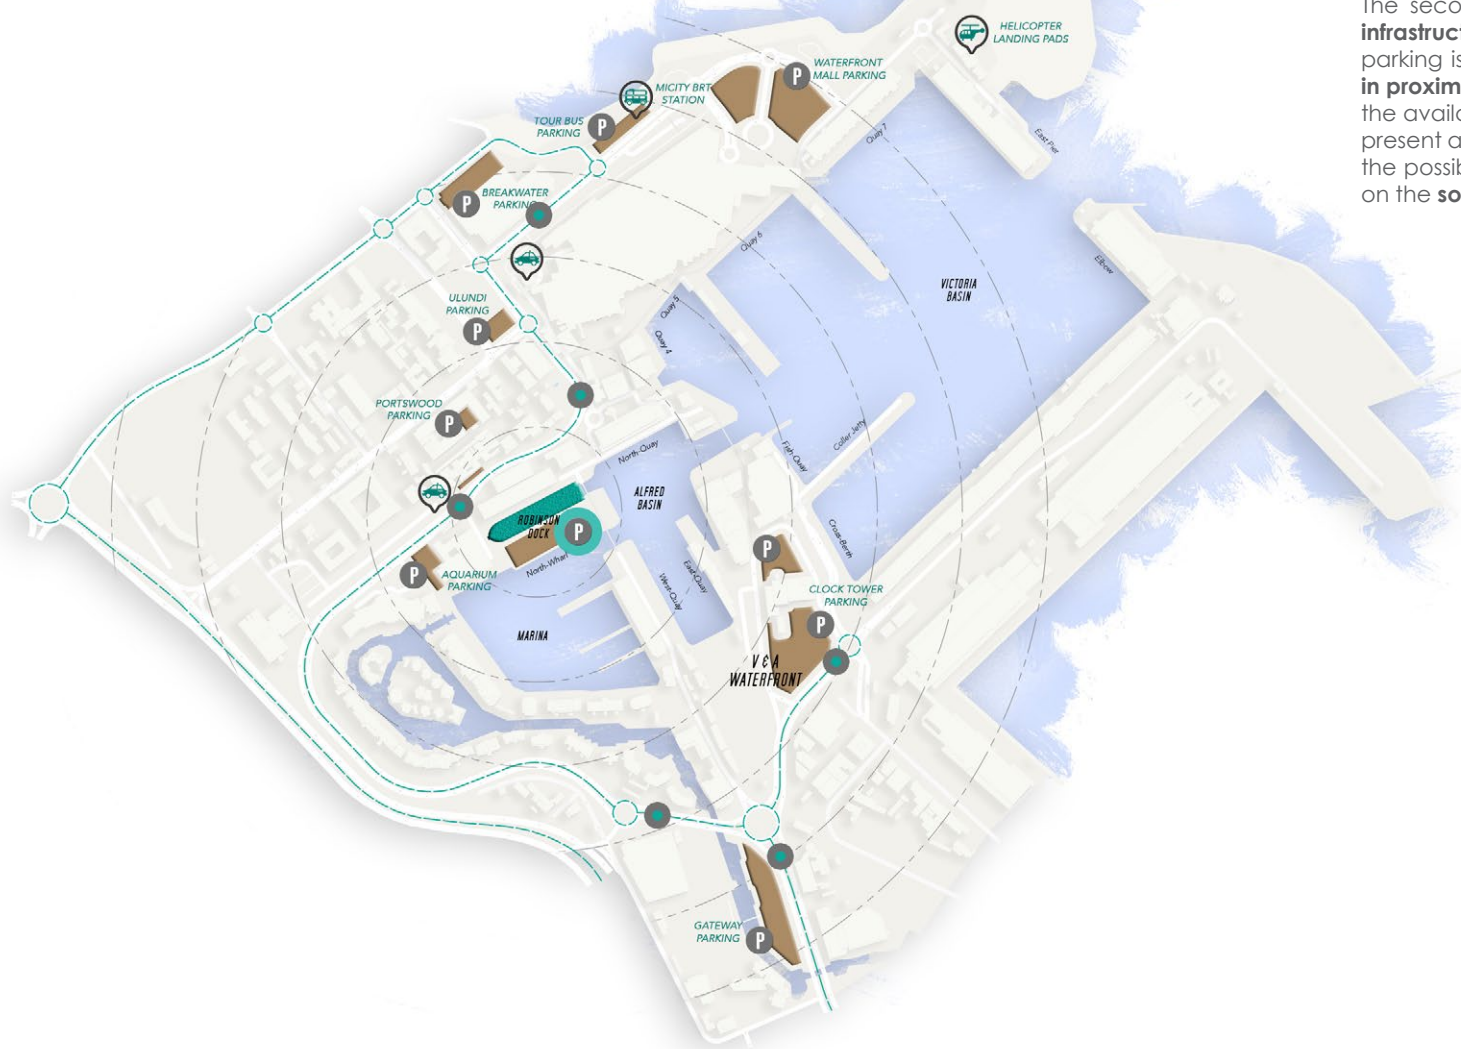 The seco
infrastruct
parking is
in proxim
the availa
present a
the possib
on the so
HELICOPTER
LANDING PADS
WATERFRONT
MALL PARKING
P
MICITY BRT
STATION
TOUR BUS
PARKING
P
Quay 7
East Pier
BREAKWATER
PARKING
P
Quay 6
Elbow
VICTORIA
BASIN
ULUNDI
PARKING
P
Quay 5
Quay 4
PORTSWOOD
PARKING
P
North-Quay
Fish-Quay
Collier Jetty
ALFRED
BASIN
ROBINSON
DOCK
P
North-Wharf
Cross-Berth
P
AQUARIUM
PARKING
P
West-Quay
East-Quay
CLOCK TOWER
PARKING
P
MARINA
V & A
WATERFRONT
GATEWAY
PARKING
P